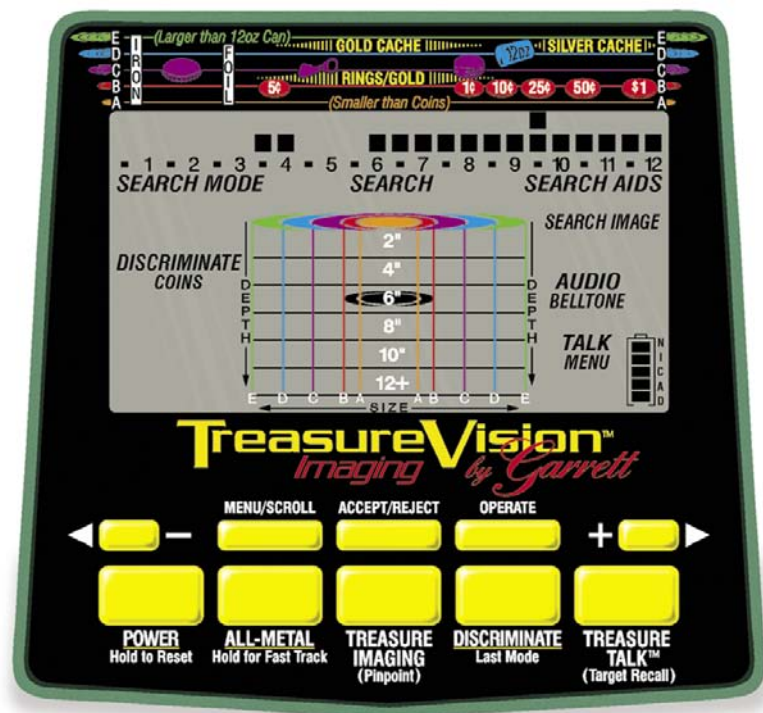 E (Larger than 12oz Can) GOLD CACHE 12oz SILVER CACHE E
D IRON FOIL D
C C
B RINGS/GOLD B
5¢ 1¢ 10¢ 25¢ 50¢ $1
A (Smaller than Coins) A
- 1 - 2 - 3 - 4 - 5 - 6 - 7 - 8 - 9 - 10 - 11 - 12
SEARCH MODE SEARCH SEARCH AIDS
SEARCH IMAGE
2"
DISCRIMINATE
COINS
4"
DEPTH
6"
DEPTH
AUDIO
BELLTONE
8"
10"
TALK
MENU
NICAD
12+
E D C B A A B C D E
SIZE
TreasureVision™
Imaging by Garrett
MENU/SCROLL ACCEPT/REJECT OPERATE
- +
POWER
Hold to Reset
ALL-METAL
Hold for Fast Track
TREASURE
IMAGING
(Pinpoint)
DISCRIMINATE
Last Mode
TREASURE
TALK™
(Target Recall)